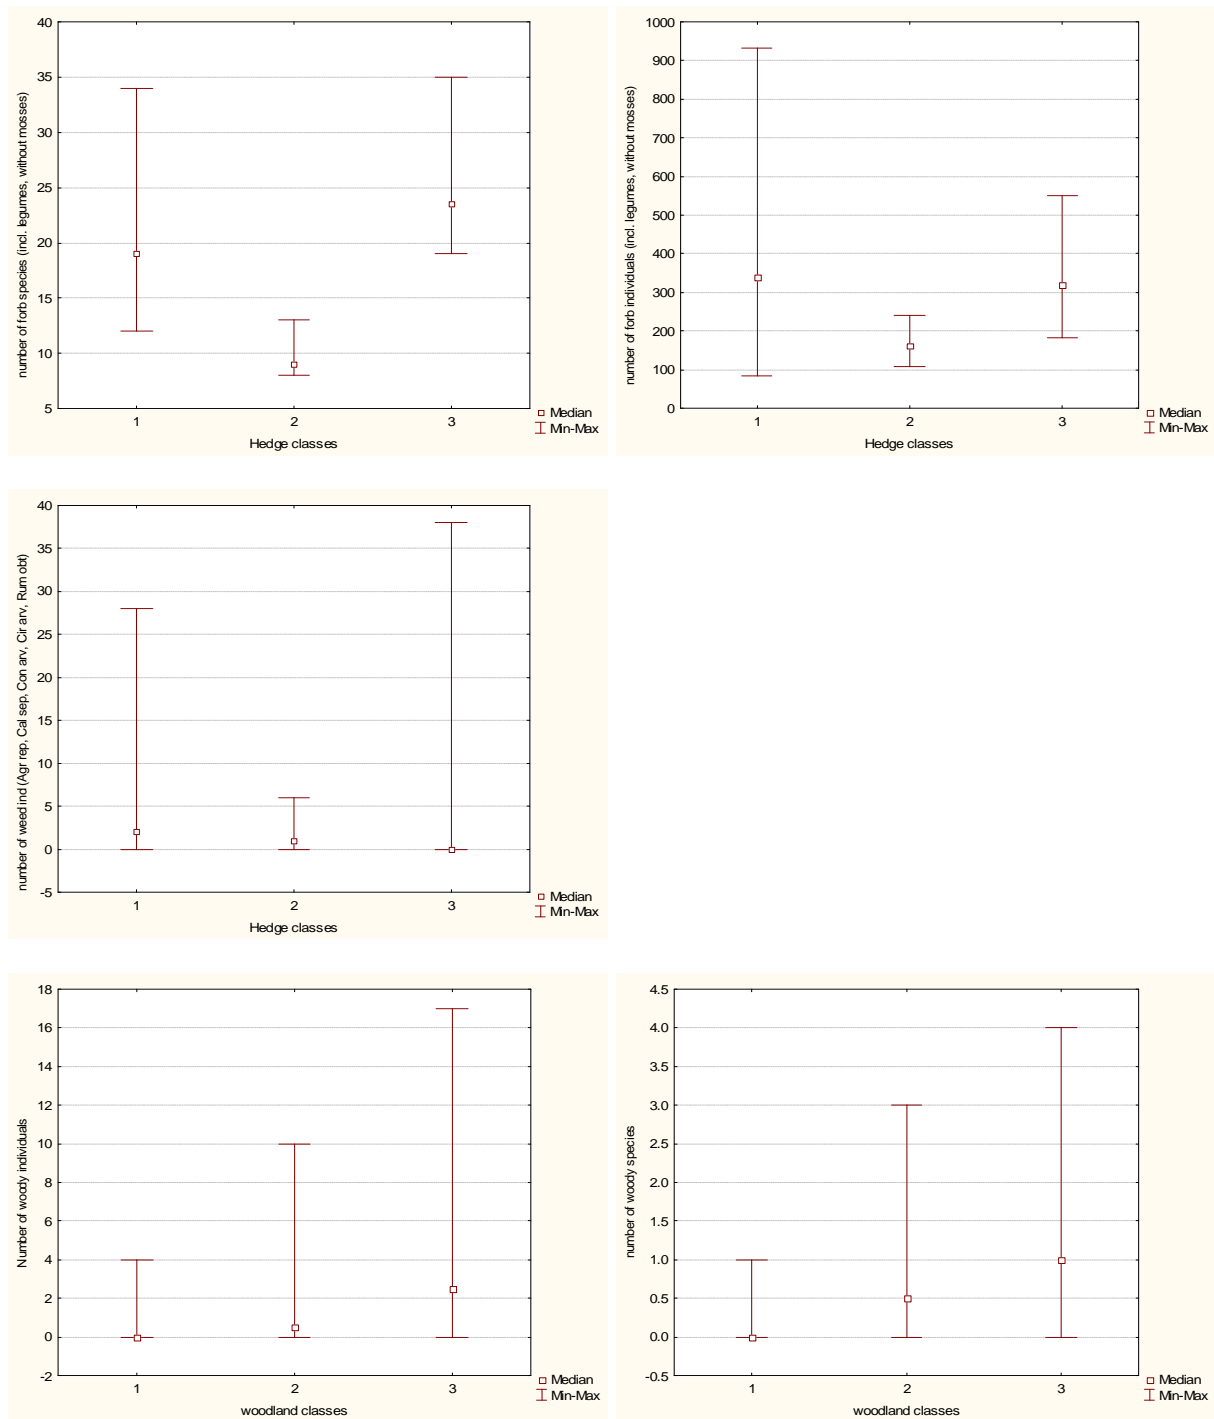 number of forb species (incl. legumes, without mosses)
40
35
30
25
20
15
10
5
1 2 3
Hedge classes
Median
Min-Max
number of forb individuals (incl. legumes, without mosses)
1000
900
800
700
600
500
400
300
200
100
0
1 2 3
Hedge classes
Median
Min-Max
number of weed ind (Agr rep, Cal sep, Con arv, Cir arv, Rum obt)
40
35
30
25
20
15
10
5
0
-5
1 2 3
Hedge classes
Median
Min-Max
Number of woody individuals
18
16
14
12
10
8
6
4
2
0
-2
1 2 3
woodland classes
Median
Min-Max
number of woody species
4.5
4.0
3.5
3.0
2.5
2.0
1.5
1.0
0.5
0.0
-0.5
1 2 3
woodland classes
Median
Min-Max